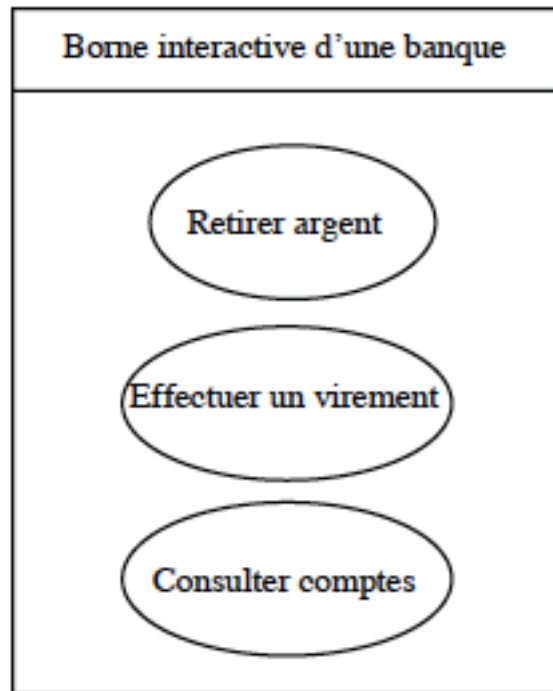 Borne interactive d’une banque
Retirer argent
Effectuer un virement
Consulter comptes